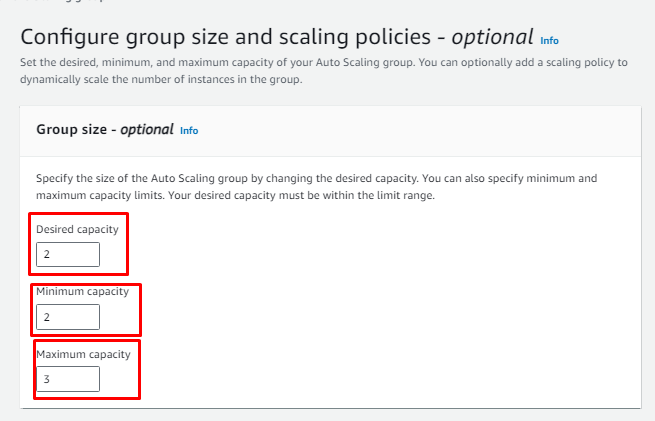 Configure group size and scaling policies - optional Info
Set the desired, minimum, and maximum capacity of your Auto Scaling group. You can optionally add a scaling policy to
dynamically scale the number of instances in the group.
Group size - optional Info
Specify the size of the Auto Scaling group by changing the desired capacity. You can also specify minimum and
maximum capacity limits. Your desired capacity must be within the limit range.
Desired capacity
2
Minimum capacity
2
Maximum capacity
3